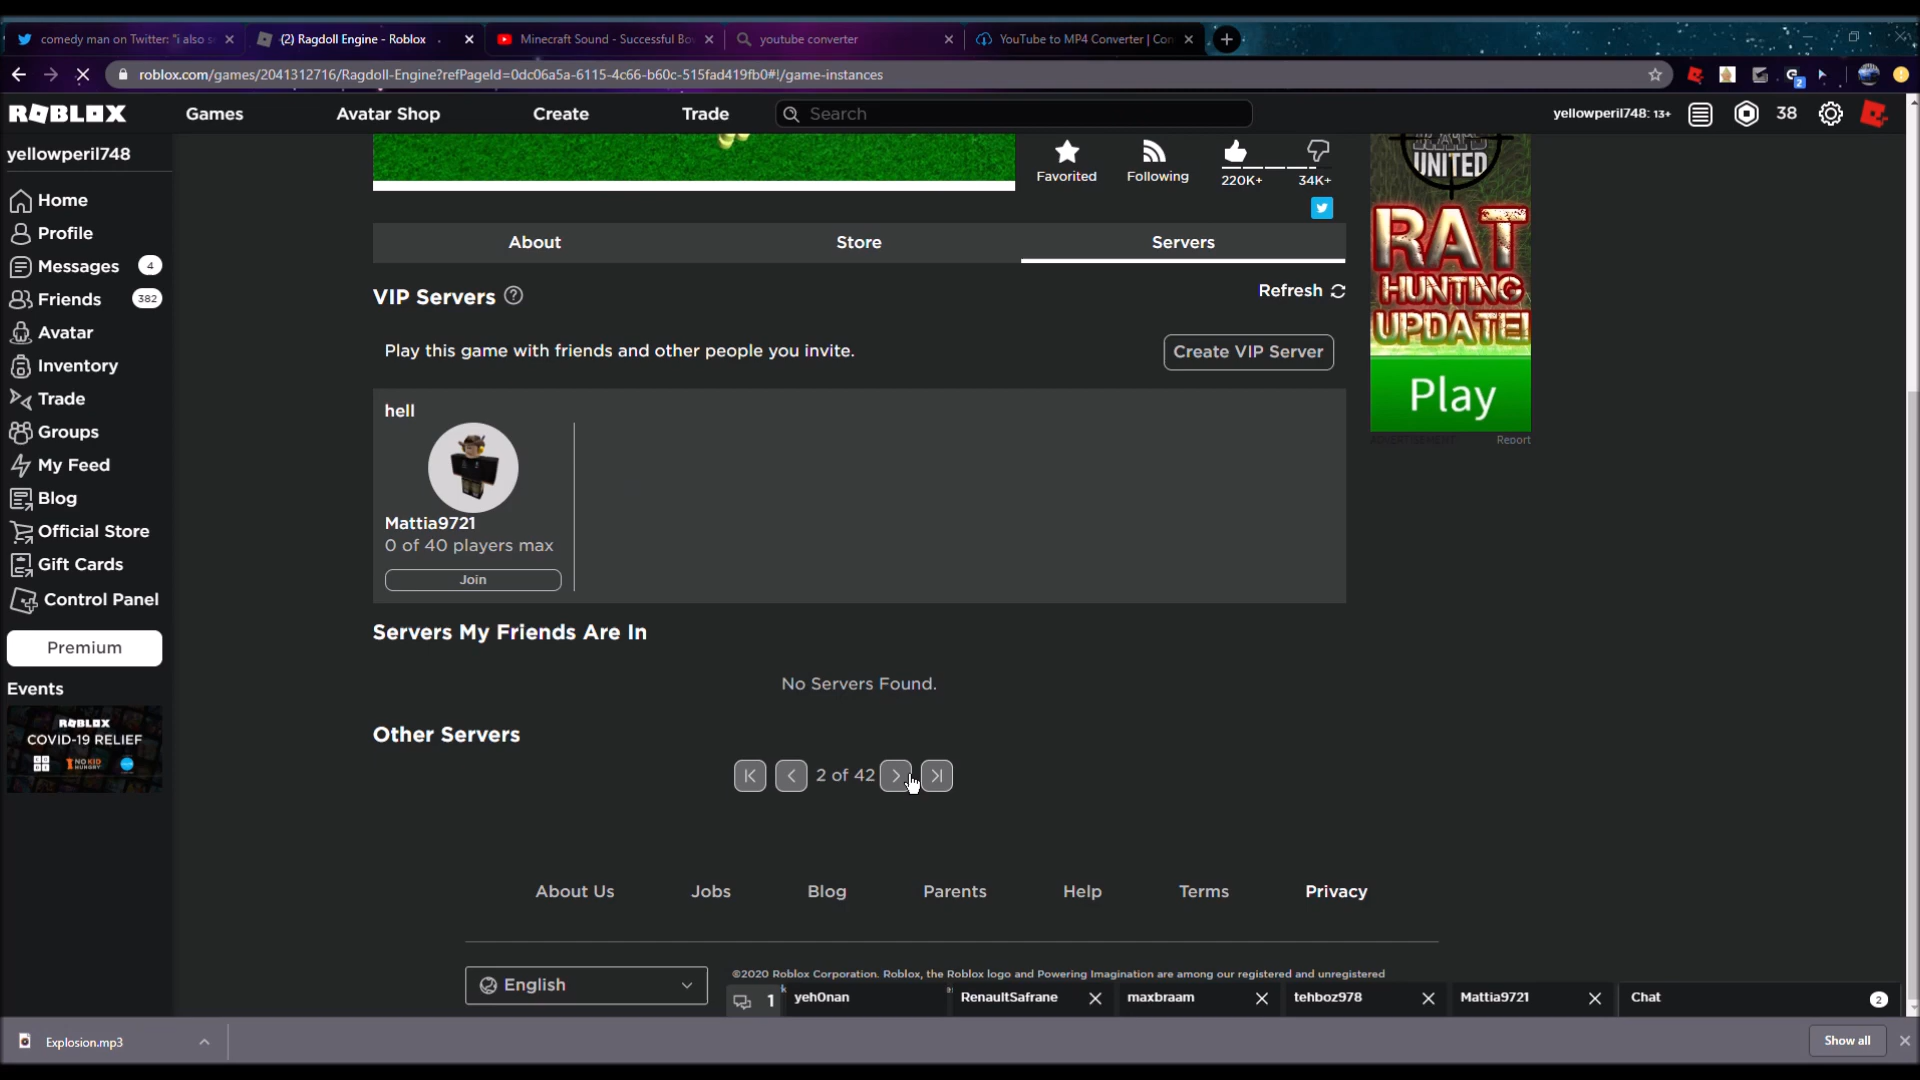 comedy man on Twitter: "i also s
(2) Ragdoll Engine - Roblox
Minecraft Sound - Successful Bo
youtube converter
YouTube to MP4 Converter | Con
roblox.com/games/2041312716/Ragdoll-Engine?refPageId=0dc06a5a-6115-4c66-b60c-515fad419fb0#!/game-instances
2
ROBLOX
Games
Avatar Shop
Create
Trade
Search
yellowperil748: 13+
38
yellowperil748
Home
Profile
Messages 4
Friends 382
Avatar
Inventory
Trade
Groups
My Feed
Blog
Official Store
Gift Cards
Control Panel
Premium
Events
ROBLOX
COVID-19 RELIEF
NO KID
HUNGRY
Favorited
Following
220K+
34K+
About
Store
Servers
VIP Servers
Refresh
Play this game with friends and other people you invite.
Create VIP Server
hell
Mattia9721
0 of 40 players max
Join
Servers My Friends Are In
No Servers Found.
Other Servers
2 of 42
UNITED
RAT
HUNTING
UPDATE!
Play
ADVERTISEMENT
Report
About Us
Jobs
Blog
Parents
Help
Terms
Privacy
English
©2020 Roblox Corporation. Roblox, the Roblox logo and Powering Imagination are among our registered and unregistered
1
yeh0nan
RenaultSafrane
maxbraam
tehboz978
Mattia9721
Chat
2
Explosion.mp3
Show all